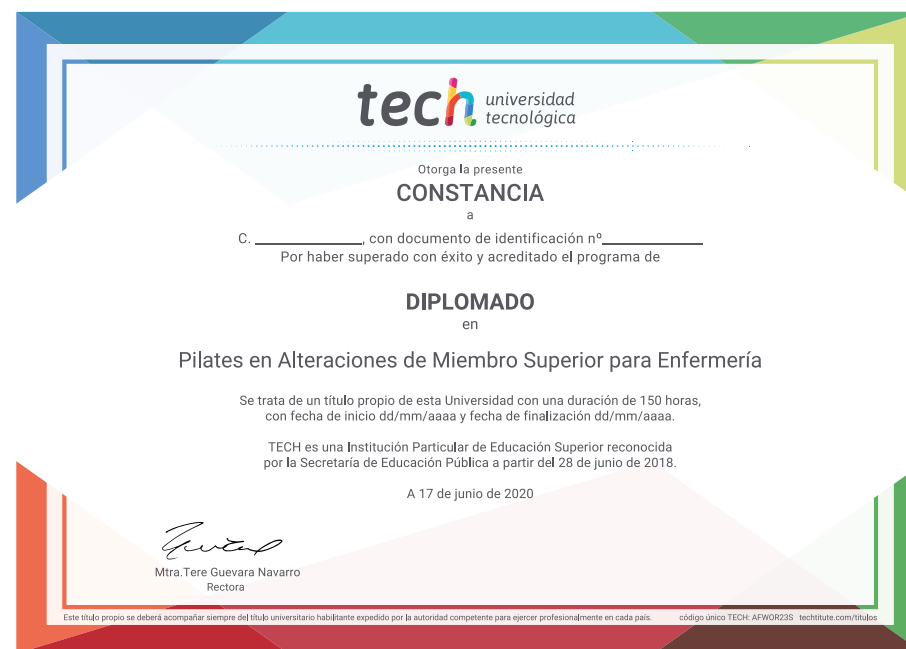 tech universidad
tecnológica
Otorga la presente
CONSTANCIA
a
C. ____________, con documento de identificación nº____________
Por haber superado con éxito y acreditado el programa de
DIPLOMADO
en
Pilates en Alteraciones de Miembro Superior para Enfermería
Se trata de un título propio de esta Universidad con una duración de 150 horas,
con fecha de inicio dd/mm/aaaa y fecha de finalización dd/mm/aaaa.
TECH es una Institución Particular de Educación Superior reconocida
por la Secretaría de Educación Pública a partir del 28 de junio de 2018.
A 17 de junio de 2020
Mtra.Tere Guevara Navarro
Rectora
Este título propio se deberá acompañar siempre del título universitario habilitante expedido por la autoridad competente para ejercer profesionalmente en cada país. código único TECH: AFWOR23S techtitute.com/titulos